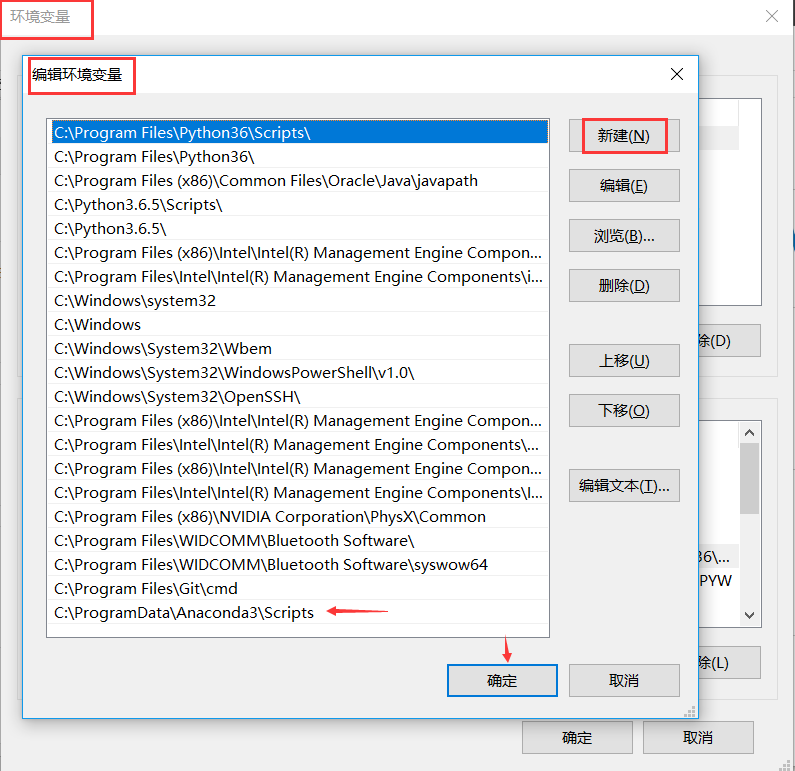 环境变量
编辑环境变量
C:\Program Files\Python36\Scripts\
C:\Program Files\Python36\
C:\Program Files (x86)\Common Files\Oracle\Java\javapath
C:\Python3.6.5\Scripts\
C:\Python3.6.5\
C:\Program Files (x86)\Intel\Intel(R) Management Engine Compon...
C:\Program Files\Intel\Intel(R) Management Engine Components\i...
C:\Windows\system32
C:\Windows
C:\Windows\System32\Wbem
C:\Windows\System32\WindowsPowerShell\v1.0\
C:\Windows\System32\OpenSSH\
C:\Program Files (x86)\Intel\Intel(R) Management Engine Compon...
C:\Program Files\Intel\Intel(R) Management Engine Components\...
C:\Program Files (x86)\Intel\Intel(R) Management Engine Compon...
C:\Program Files\Intel\Intel(R) Management Engine Components\I...
C:\Program Files (x86)\NVIDIA Corporation\PhysX\Common
C:\Program Files\WIDCOMM\Bluetooth Software\
C:\Program Files\WIDCOMM\Bluetooth Software\syswow64
C:\Program Files\Git\cmd
C:\ProgramData\Anaconda3\Scripts
新建(N)
编辑(E)
浏览(B)...
删除(D)
上移(U)
下移(O)
编辑文本(T)...
确定
取消
除(D)
36\...
PYW
除(L)
确定
取消